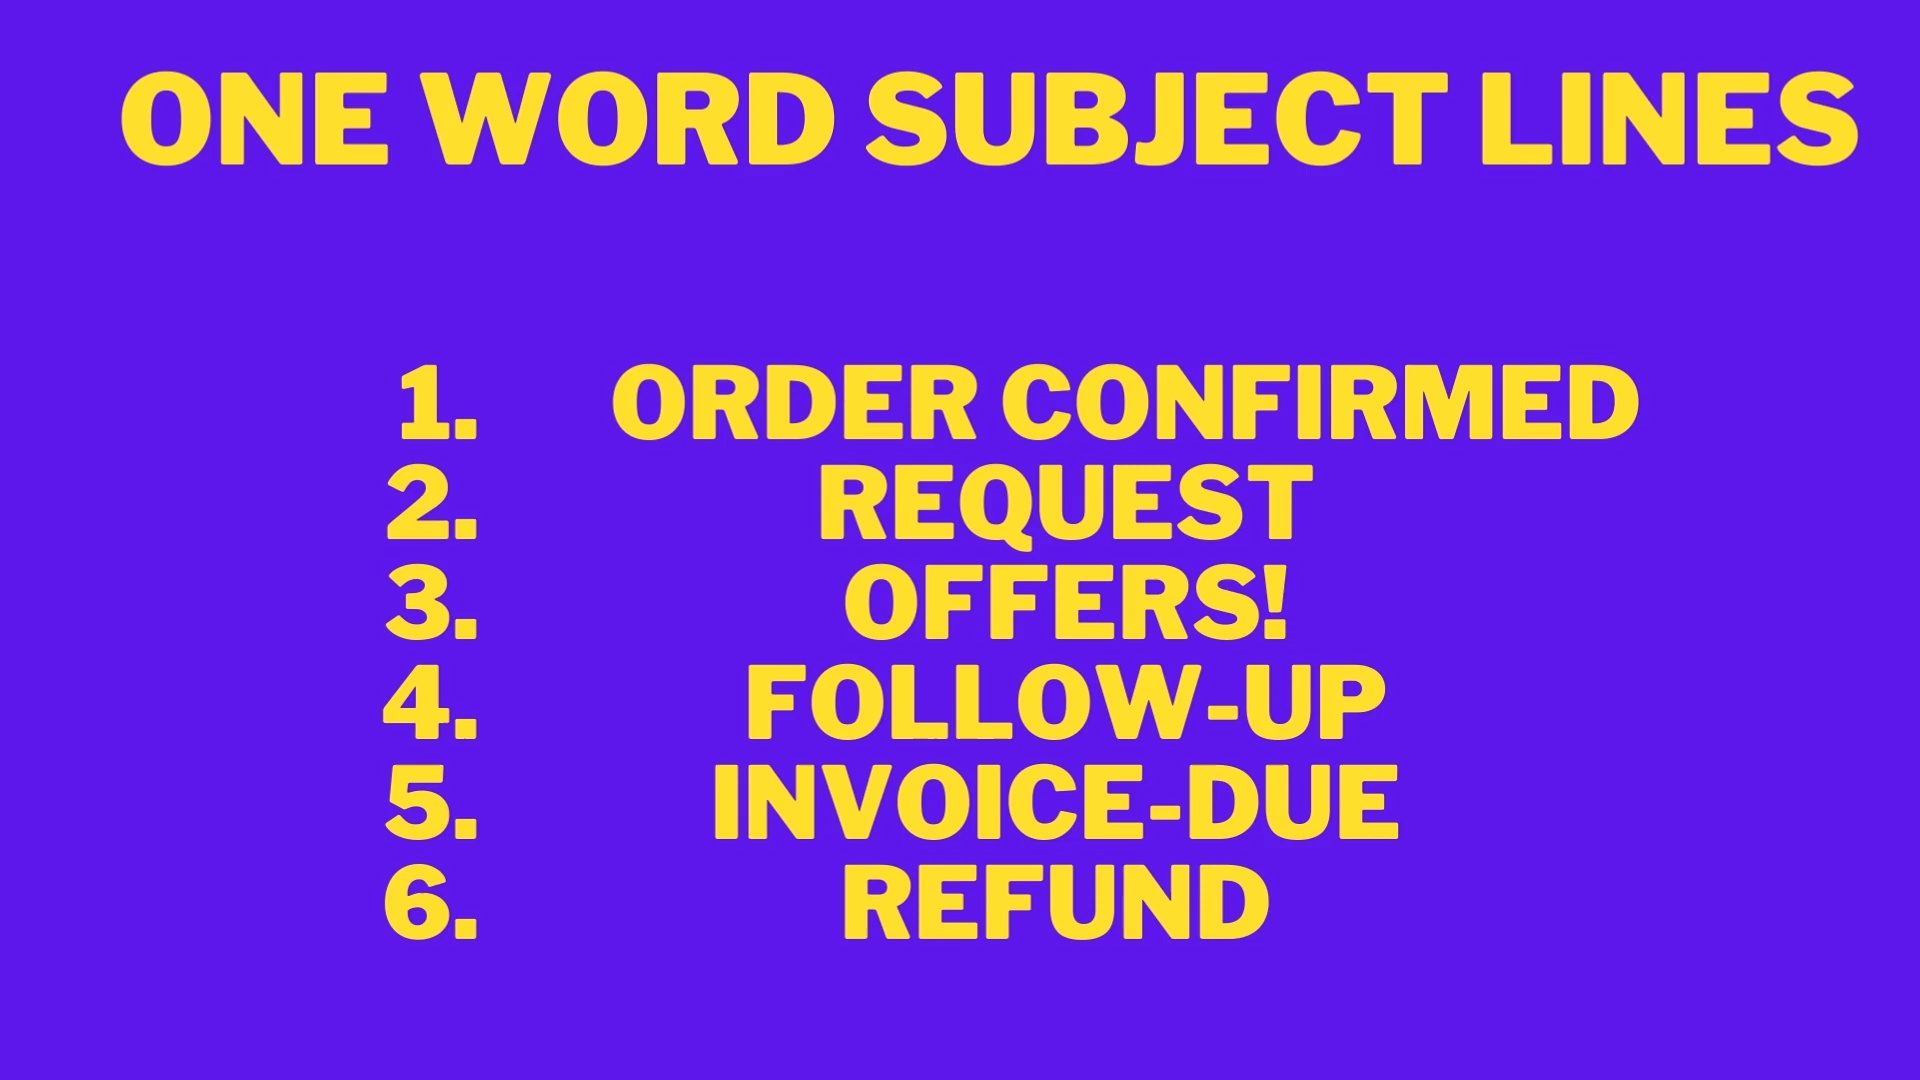 ONE WORD SUBJECT LINES
1. ORDER CONFIRMED
2. REQUEST
3. OFFERS!
4. FOLLOW-UP
5. INVOICE-DUE
6. REFUND